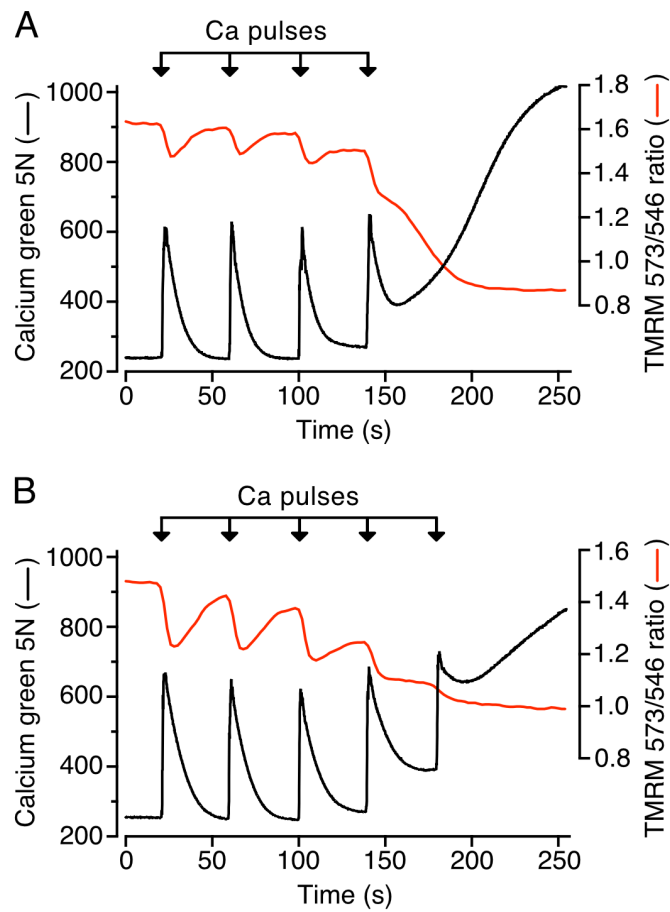 A
Ca pulses
Calcium green 5N (—)
1000
800
600
400
200
1.8
1.6
1.4
1.2
1.0
0.8
TMRM 573/546 ratio (—)
0 50 100 150 200 250
Time (s)
B
Ca pulses
Calcium green 5N (—)
1000
800
600
400
200
1.6
1.4
1.2
1.0
0.8
TMRM 573/546 ratio (—)
0 50 100 150 200 250
Time (s)